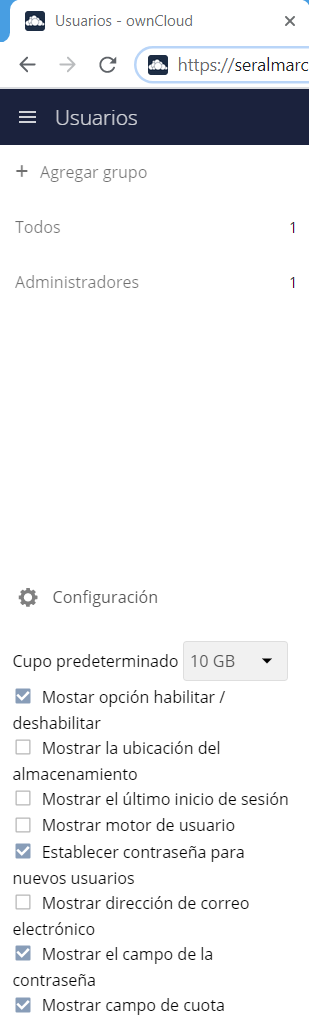 Usuarios - ownCloud
https://seralmarc
Usuarios
+ Agregar grupo
Todos 1
Administradores 1
Configuración
Cupo predeterminado 10 GB
Mostar opción habilitar /
deshabilitar
Mostrar la ubicación del
almacenamiento
Mostrar el último inicio de sesión
Mostrar motor de usuario
Establecer contraseña para
nuevos usuarios
Mostrar dirección de correo
electrónico
Mostrar el campo de la
contraseña
Mostrar campo de cuota